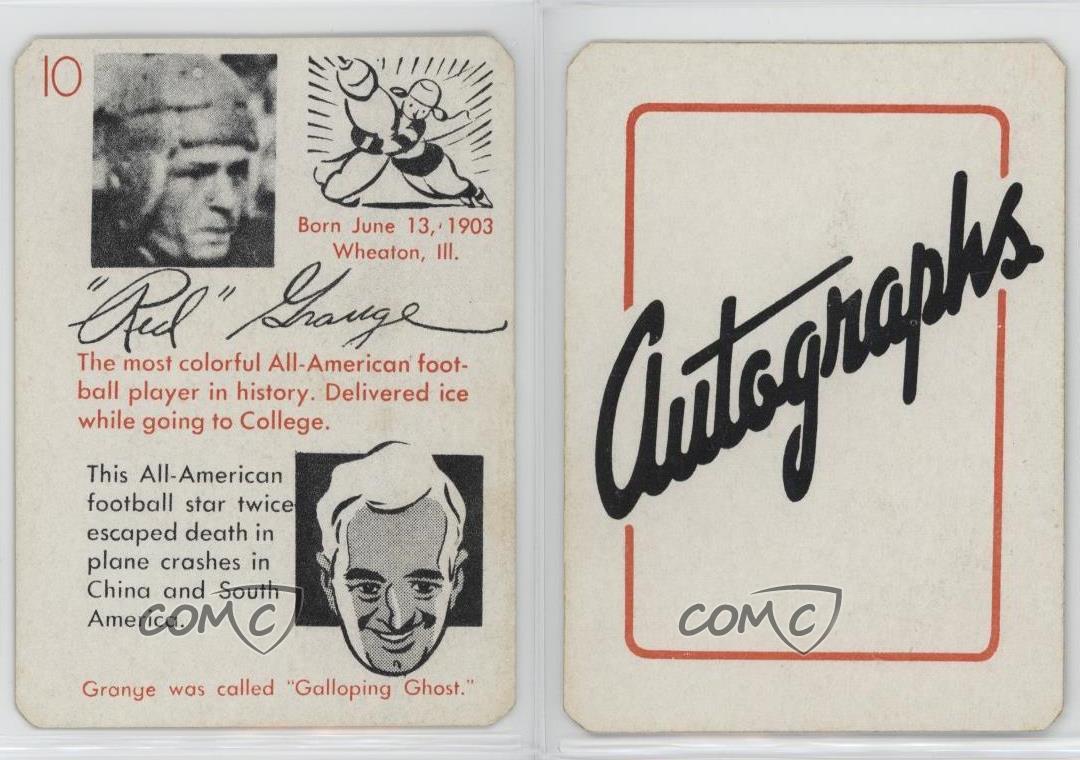 10
Born June 13, 1903
Wheaton, Ill.
"Red" Grange
The most colorful All-American foot-
ball player in history. Delivered ice
while going to College.
This All-American
football star twice
escaped death in
plane crashes in
China and South
America.
Grange was called "Galloping Ghost."
COMC
Autographs
COMC